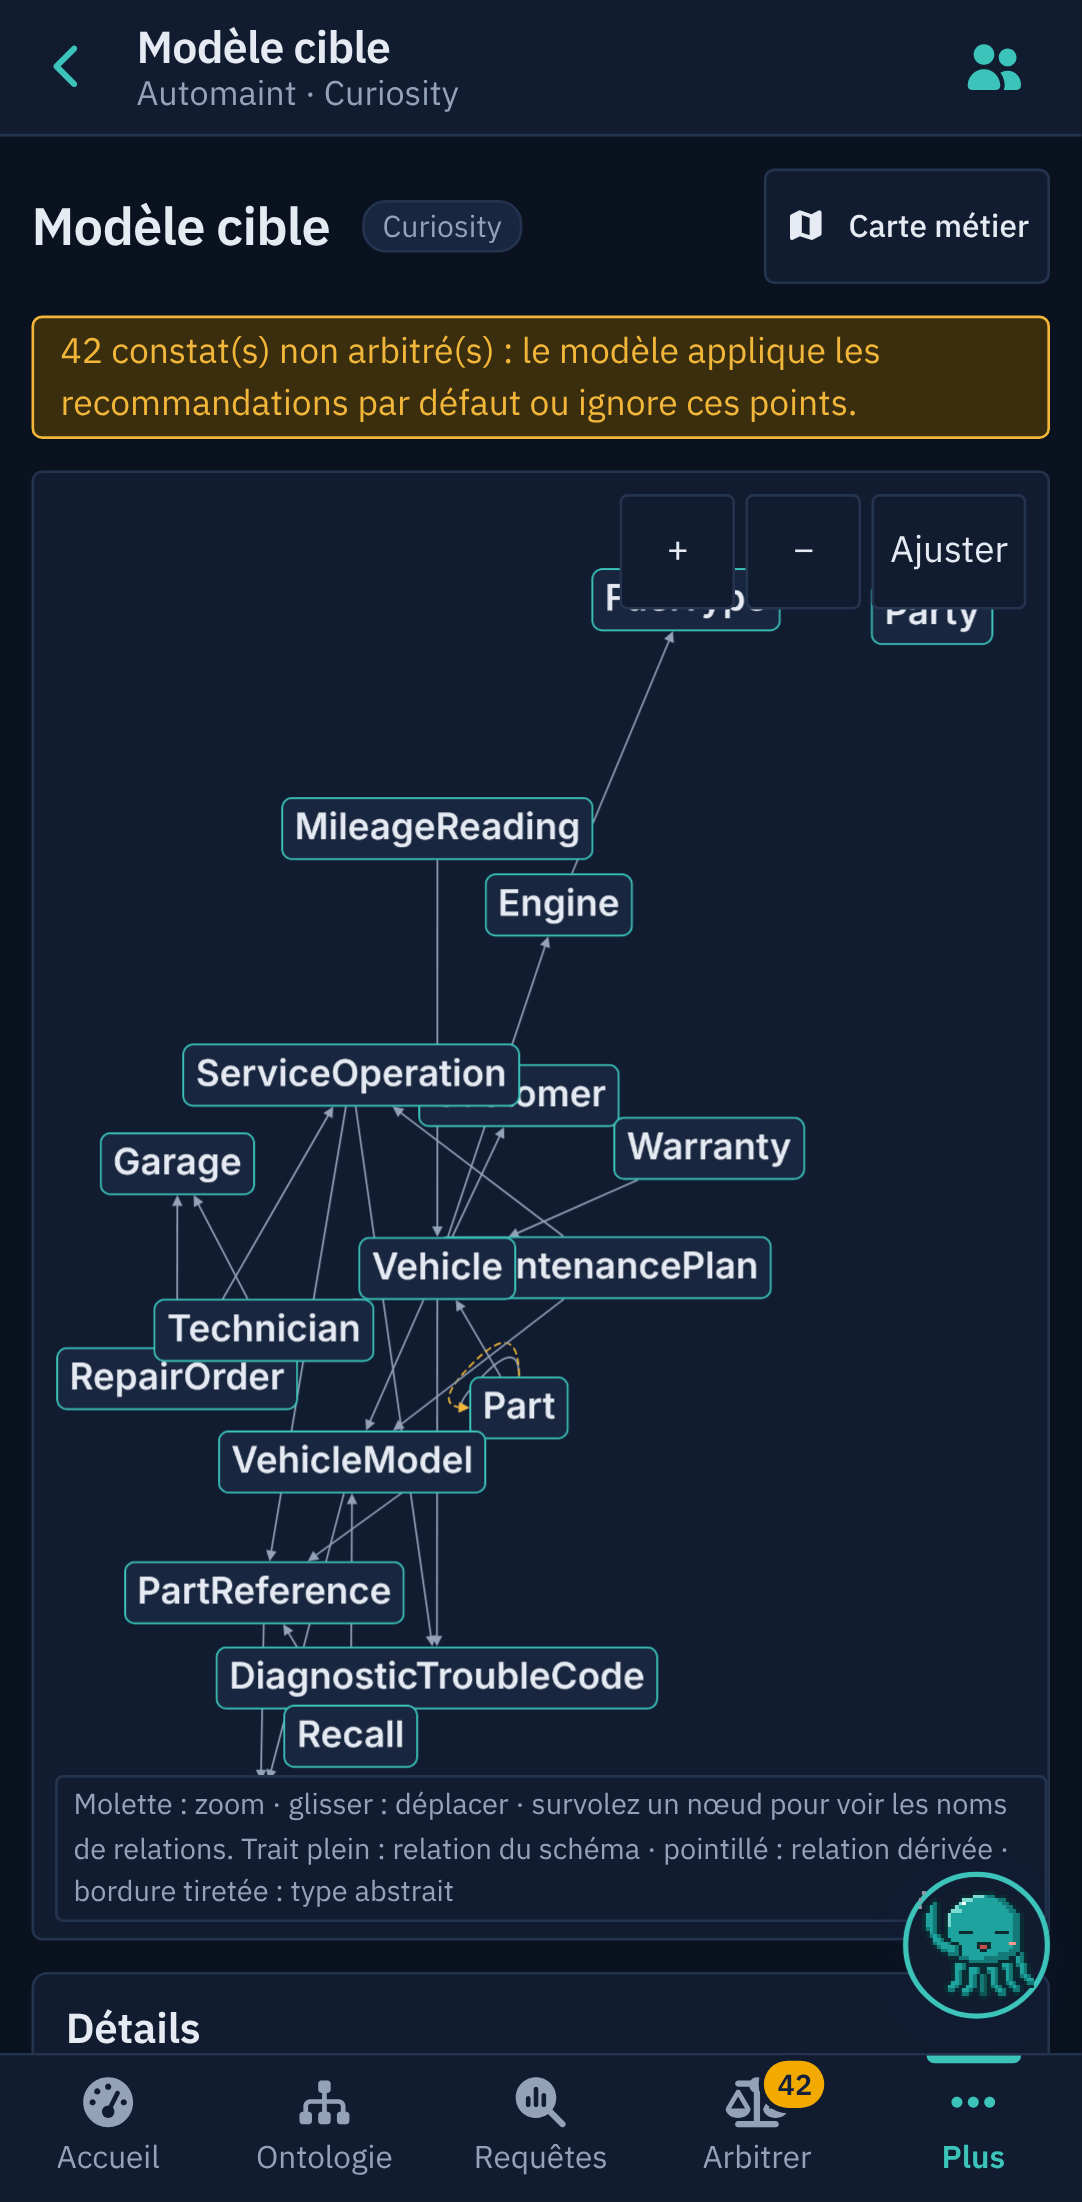 Modèle cible
Automaint · Curiosity
Modèle cible
Curiosity
Carte métier
42 constat(s) non arbitré(s) : le modèle applique les
recommandations par défaut ou ignore ces points.
+
−
Ajuster
Party
MileageReading
Engine
ServiceOperation
omer
Warranty
Garage
Vehicle
ntenancePlan
Technician
RepairOrder
Part
VehicleModel
PartReference
DiagnosticTroubleCode
Recall
Molette : zoom · glisser : déplacer · survolez un nœud pour voir les noms
de relations. Trait plein : relation du schéma · pointillé : relation dérivée ·
bordure tiretée : type abstrait
Détails
42
Accueil
Ontologie
Requêtes
Arbitrer
Plus